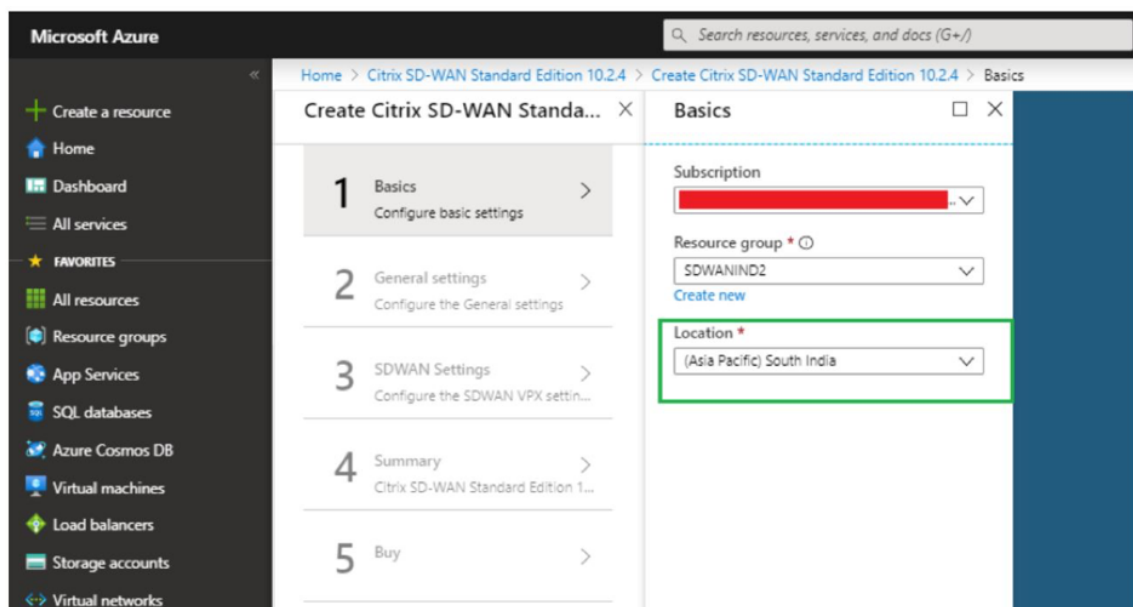 Microsoft Azure
Search resources, services, and docs (G+/)
«
Home > Citrix SD-WAN Standard Edition 10.2.4 > Create Citrix SD-WAN Standard Edition 10.2.4 > Basics
Create a resource
Home
Dashboard
All services
FAVORITES
All resources
Resource groups
App Services
SQL databases
Azure Cosmos DB
Virtual machines
Load balancers
Storage accounts
Virtual networks
Create Citrix SD-WAN Standa...
1 Basics
Configure basic settings
2 General settings
Configure the General settings
3 SDWAN Settings
Configure the SDWAN VPX settin...
4 Summary
Citrix SD-WAN Standard Edition 1...
5 Buy
Basics
Subscription
..
Resource group *
SDWANIND2
Create new
Location *
(Asia Pacific) South India